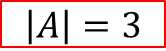 |A| = 3